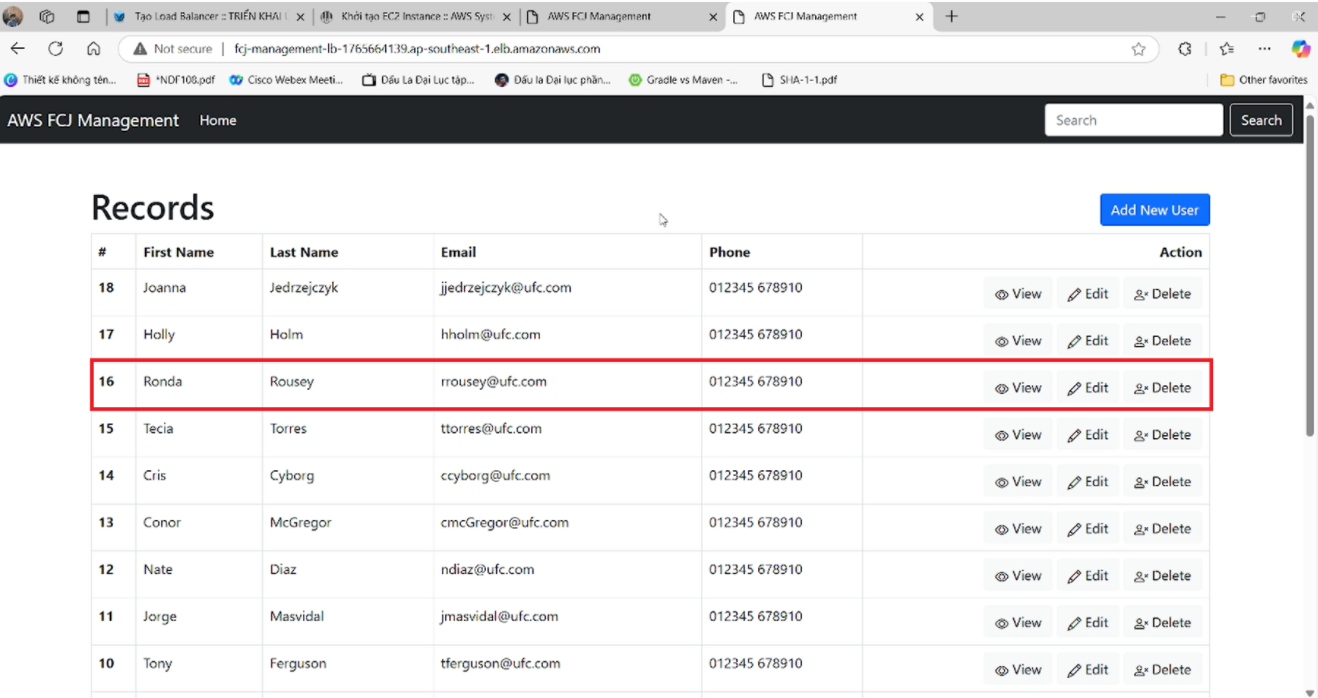 Tạo Load Balancer :: TRIỂN KHAI Ứ
Khởi tạo EC2 Instance :: AWS Syst
AWS FCJ Management
AWS FCJ Management
Not secure | fcj-management-lb-1765664139.ap-southeast-1.elb.amazonaws.com
Thiết kế không tên...
*NDF108.pdf
Cisco Webex Meeti...
Đấu La Đại Lục tập...
Đấu la Đại lục phần...
Gradle vs Maven -...
SHA-1-1.pdf
Other favorites
AWS FCJ Management Home Search Search
Records
Add New User
# First Name Last Name Email Phone Action
18 Joanna Jedrzejczyk jjedrzejczyk@ufc.com 012345 678910 View Edit Delete
17 Holly Holm hholm@ufc.com 012345 678910 View Edit Delete
16 Ronda Rousey rrousey@ufc.com 012345 678910 View Edit Delete
15 Tecia Torres ttorres@ufc.com 012345 678910 View Edit Delete
14 Cris Cyborg ccyborg@ufc.com 012345 678910 View Edit Delete
13 Conor McGregor cmcGregor@ufc.com 012345 678910 View Edit Delete
12 Nate Diaz ndiaz@ufc.com 012345 678910 View Edit Delete
11 Jorge Masvidal jmasvidal@ufc.com 012345 678910 View Edit Delete
10 Tony Ferguson tferguson@ufc.com 012345 678910 View Edit Delete